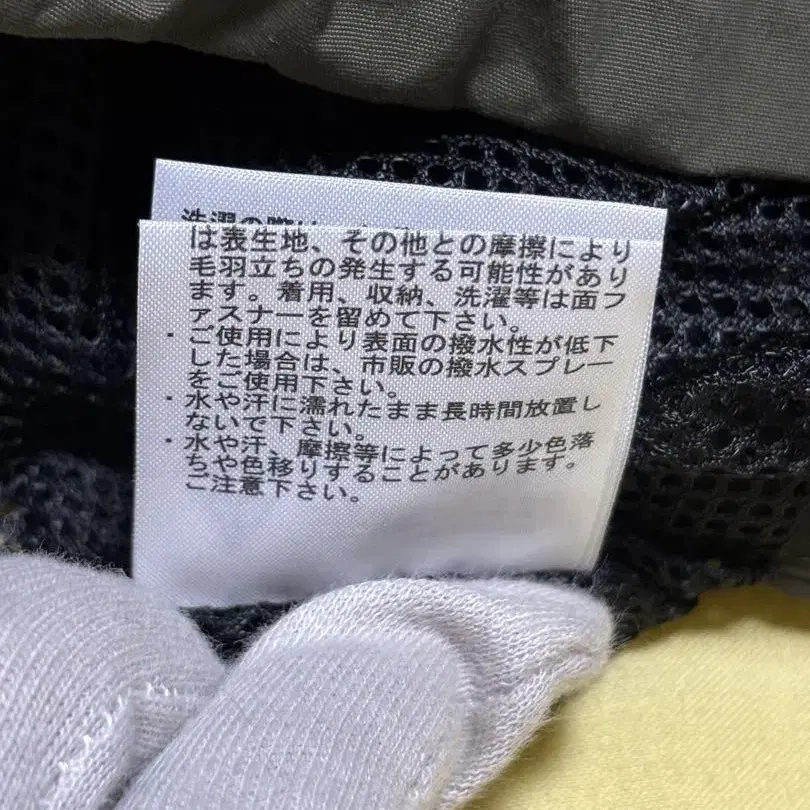 洗濯の際は
は表生地、その他との摩擦により
毛羽立ちの発生する可能性があり
ます。着用、収納、洗濯等は面フ
ァスナーを留めて下さい。
・ご使用により表面の撥水性が低下
した場合は、市販の撥水スプレー
をご使用下さい。
・水や汗に濡れたまま長時間放置し
ないで下さい。
・水や汗、摩擦等によって多少色落
ちや色移りすることがあります。
ご注意下さい。